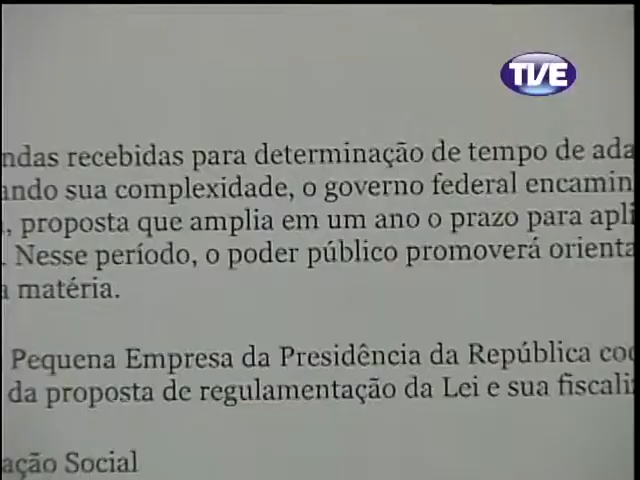 TVE
ndas recebidas para determinação de tempo de ada
ando sua complexidade, o governo federal encamin
, proposta que amplia em um ano o prazo para apli
. Nesse período, o poder público promoverá orienta
a matéria.
Pequena Empresa da Presidência da República coo
da proposta de regulamentação da Lei e sua fiscaliz
ação Social